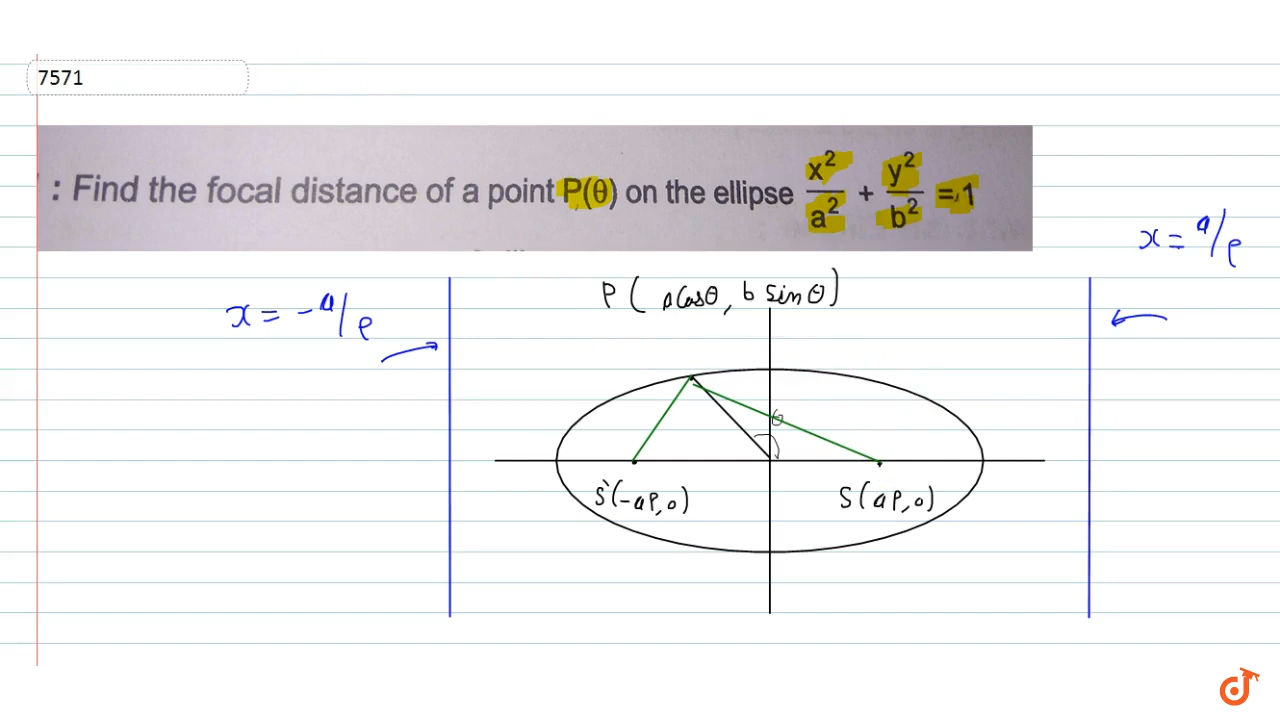 7571
: Find the focal distance of a point P(θ) on the ellipse x²/a² + y²/b² = 1
x = a/e
x = -a/e
P ( a cosθ, b sinθ )
θ
S'(-ae, 0)
S(ae, 0)